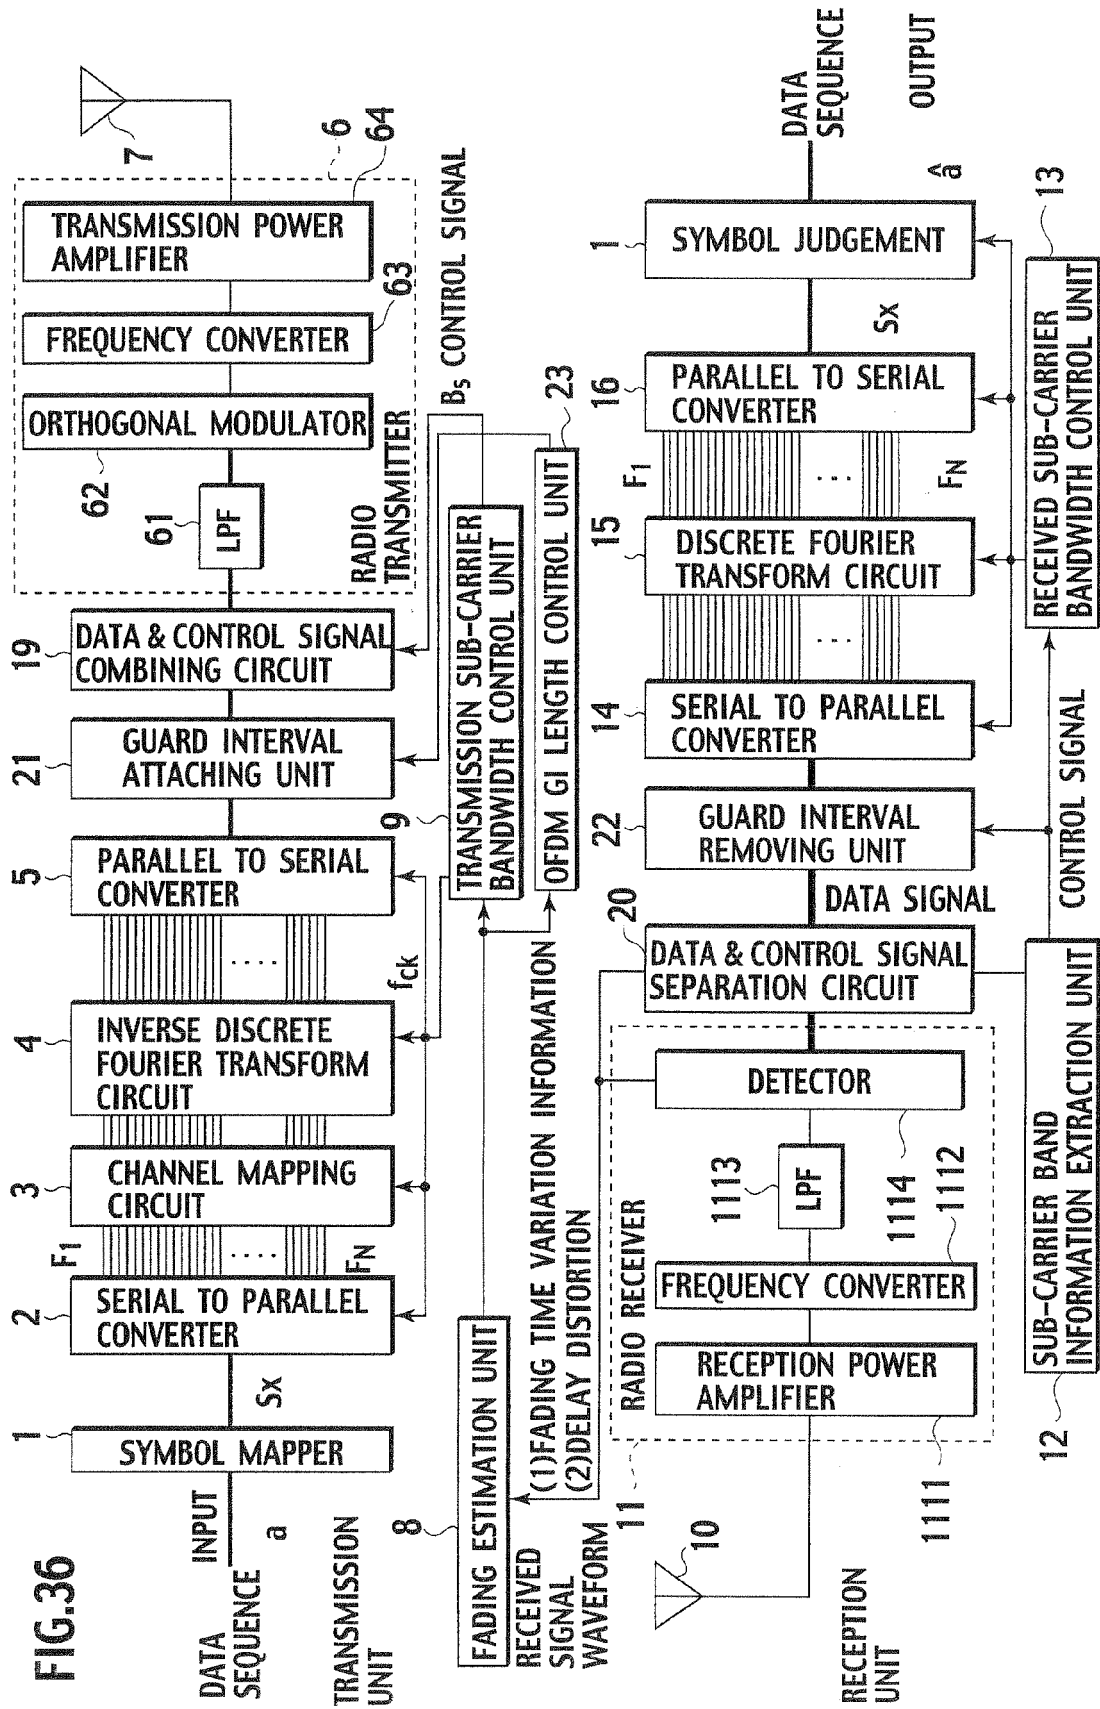 FIG.36
DATA
SEQUENCE
INPUT
a
TRANSMISSION
UNIT
1
SYMBOL MAPPER
Sx
2
SERIAL TO PARALLEL
CONVERTER
F1
FN
3
CHANNEL MAPPING
CIRCUIT
4
INVERSE DISCRETE
FOURIER TRANSFORM
CIRCUIT
fCK
5
PARALLEL TO SERIAL
CONVERTER
21
GUARD INTERVAL
ATTACHING UNIT
19
DATA & CONTROL SIGNAL
COMBINING CIRCUIT
61
LPF
RADIO
TRANSMITTER
62
ORTHOGONAL MODULATOR
FREQUENCY CONVERTER
63
TRANSMISSION POWER
AMPLIFIER
6
64
7
8
FADING ESTIMATION UNIT
RECEIVED
SIGNAL
WAVEFORM
(1)FADING TIME VARIATION INFORMATION
(2)DELAY DISTORTION
9
TRANSMISSION SUB-CARRIER
BANDWIDTH CONTROL UNIT
OFDM GI LENGTH CONTROL UNIT
23
BS CONTROL SIGNAL
RECEPTION
UNIT
10
11
RADIO RECEIVER
RECEPTION POWER
AMPLIFIER
1111
FREQUENCY CONVERTER
1112
1113
LPF
DETECTOR
1114
20
DATA & CONTROL SIGNAL
SEPARATION CIRCUIT
DATA SIGNAL
22
GUARD INTERVAL
REMOVING UNIT
14
SERIAL TO PARALLEL
CONVERTER
15
DISCRETE FOURIER
TRANSFORM CIRCUIT
F1
FN
16
PARALLEL TO SERIAL
CONVERTER
Sx
1
SYMBOL JUDGEMENT
â
DATA
SEQUENCE
OUTPUT
12
SUB-CARRIER BAND
INFORMATION EXTRACTION UNIT
CONTROL SIGNAL
RECEIVED SUB-CARRIER
BANDWIDTH CONTROL UNIT
13